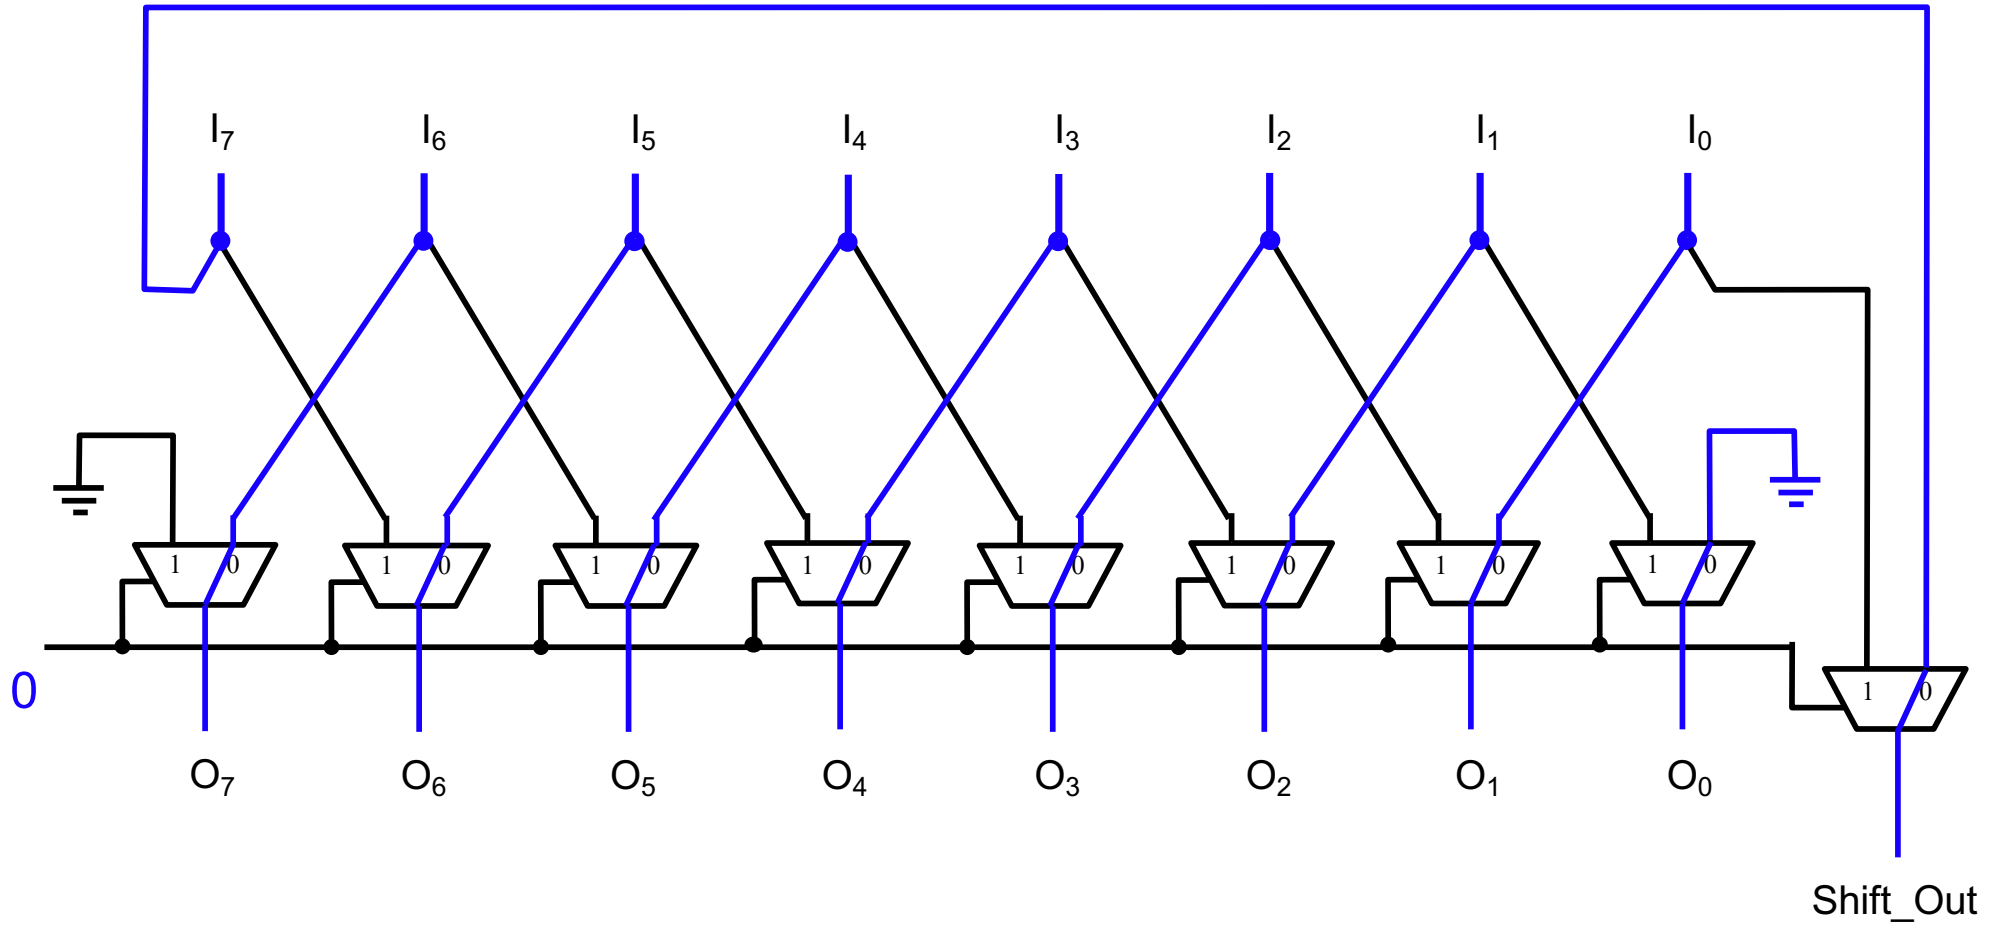 I7 I6 I5 I4 I3 I2 I1 I0
1 0 1 0 1 0 1 0 1 0 1 0 1 0 1 0
0
1 0
O7 O6 O5 O4 O3 O2 O1 O0
Shift_Out